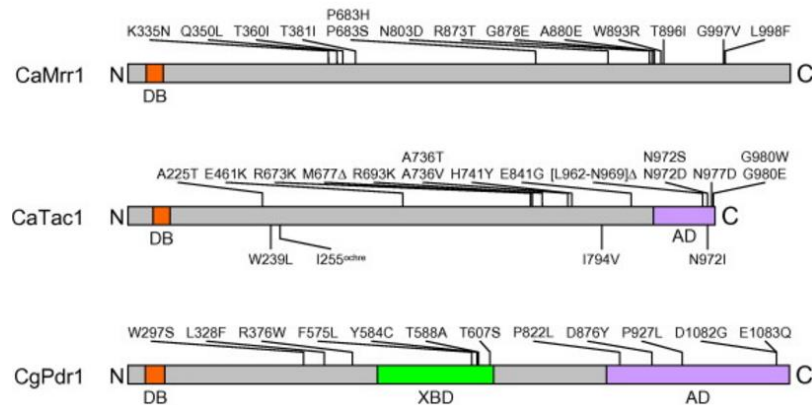 P683H
K335N Q350L T360I T381I P683S N803D R873T G878E A880E W893R T896I G997V L998F
CaMrr1 N C
DB
A736T N972S G980W
A225T E461K R673K M677Δ R693K A736V H741Y E841G [L962-N969]Δ N972D N977D G980E
CaTac1 N C
DB AD
W239L I255ochre I794V N972I
W297S L328F R376W F575L Y584C T588A T607S P822L D876Y P927L D1082G E1083Q
CgPdr1 N C
DB XBD AD